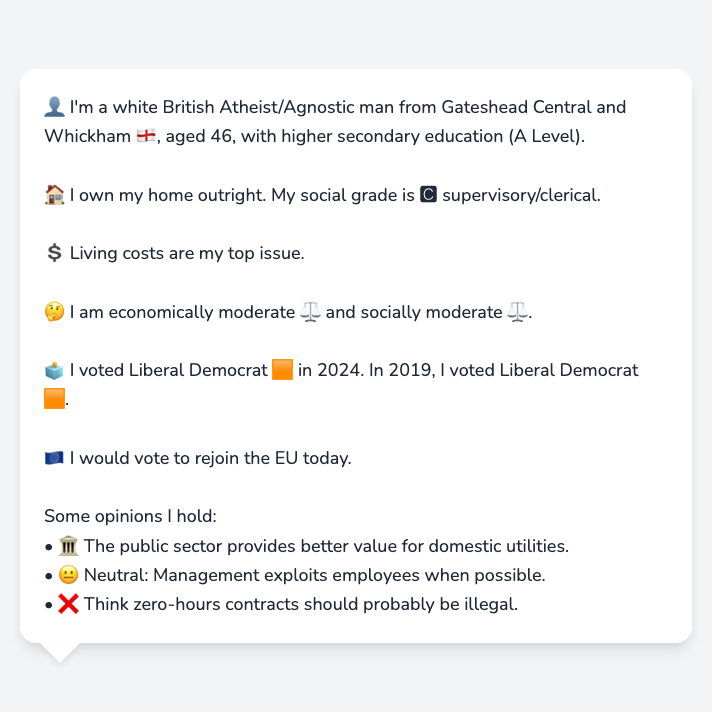 👤 I'm a white British Atheist/Agnostic man from Gateshead Central and
Whickham 🏴󠁧󠁢󠁥󠁮󠁧󠁿, aged 46, with higher secondary education (A Level).
🏠 I own my home outright. My social grade is 🅲 supervisory/clerical.
💲 Living costs are my top issue.
🤔 I am economically moderate ⚖️ and socially moderate ⚖️.
🗳️ I voted Liberal Democrat 🟧 in 2024. In 2019, I voted Liberal Democrat
🟧.
🇪🇺 I would vote to rejoin the EU today.
Some opinions I hold:
• 🏛️ The public sector provides better value for domestic utilities.
• 😐 Neutral: Management exploits employees when possible.
• ❌ Think zero-hours contracts should probably be illegal.